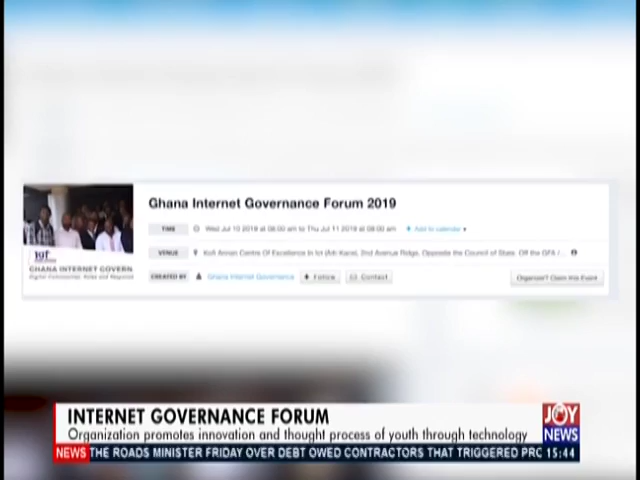 Ghana Internet Governance Forum 2019
TIME Wed Jul 10 2019 at 08:00 am to Thu Jul 11 2019 at 08:00 am + Add to calendar
VENUE Kofi Annan Centre Of Excellence In Ict (Aiti Kace), 2nd Avenue Ridge, Opposite the Council of State, Off the GFA /...
igf
GHANA INTERNET GOVERN
CREATED BY Ghana Internet Governance + Follow Contact Organizer? Claim this Event
INTERNET GOVERNANCE FORUM
Organization promotes innovation and thought process of youth through technology
JOY NEWS
NEWS THE ROADS MINISTER FRIDAY OVER DEBT OWED CONTRACTORS THAT TRIGGERED PRO 15:44